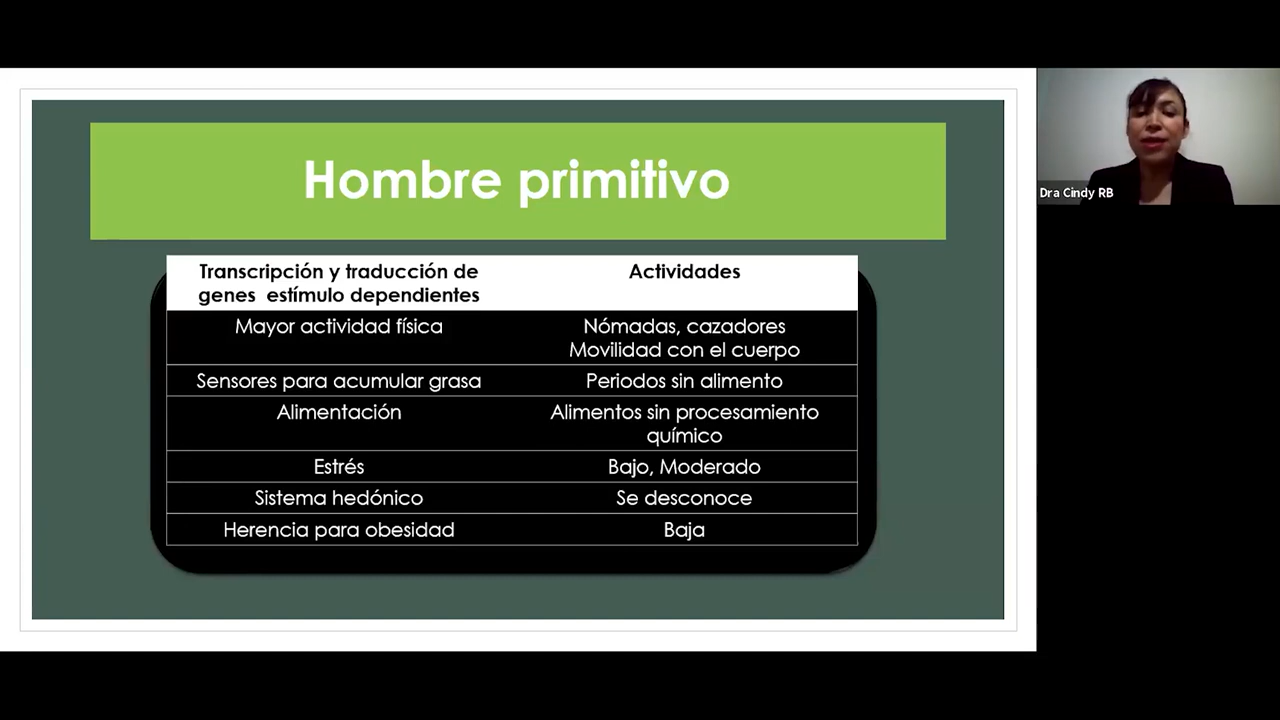 Hombre primitivo
Transcripción y traducción de
genes estímulo dependientes
Actividades
Mayor actividad física
Nómadas, cazadores
Movilidad con el cuerpo
Sensores para acumular grasa
Periodos sin alimento
Alimentación
Alimentos sin procesamiento
químico
Estrés
Bajo, Moderado
Sistema hedónico
Se desconoce
Herencia para obesidad
Baja
Dra Cindy RB